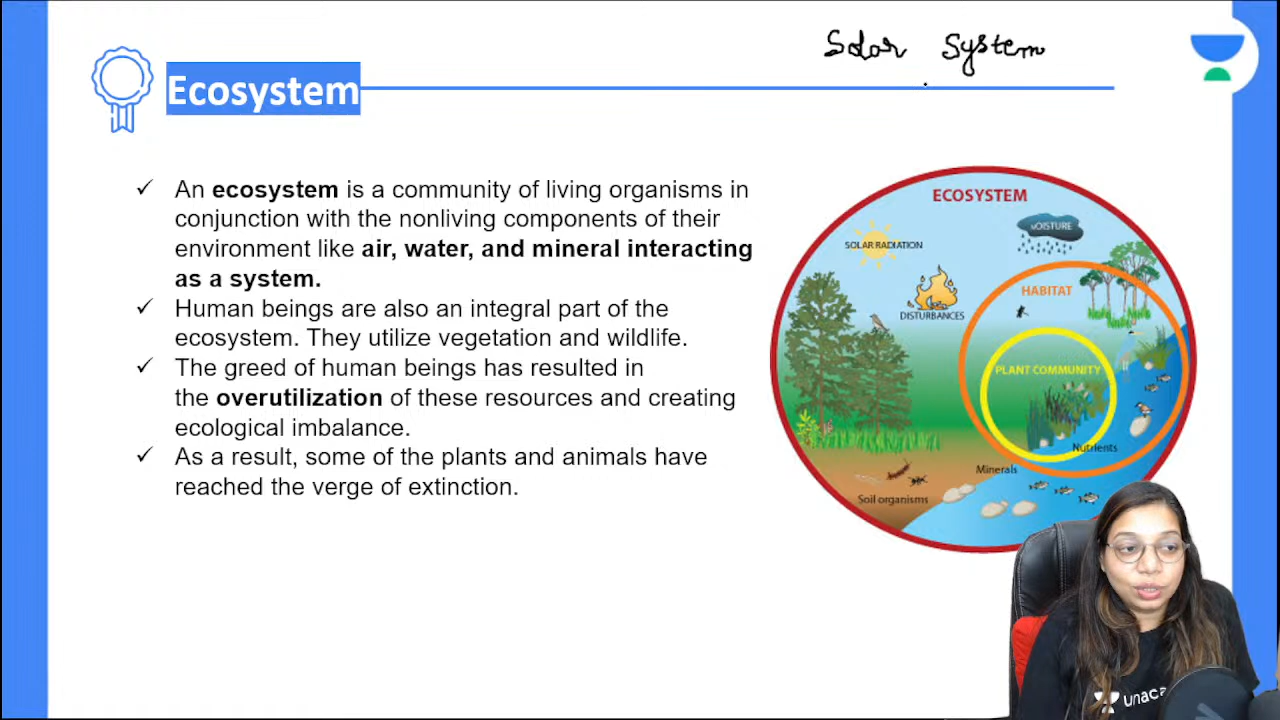 Solar System
Ecosystem
An ecosystem is a community of living organisms in
conjunction with the nonliving components of their
environment like air, water, and mineral interacting
as a system.
Human beings are also an integral part of the
ecosystem. They utilize vegetation and wildlife.
The greed of human beings has resulted in
the overutilization of these resources and creating
ecological imbalance.
As a result, some of the plants and animals have
reached the verge of extinction.
ECOSYSTEM
MOISTURE
SOLAR RADIATION
HABITAT
DISTURBANCES
PLANT COMMUNITY
Nutrients
Minerals
Soil organisms